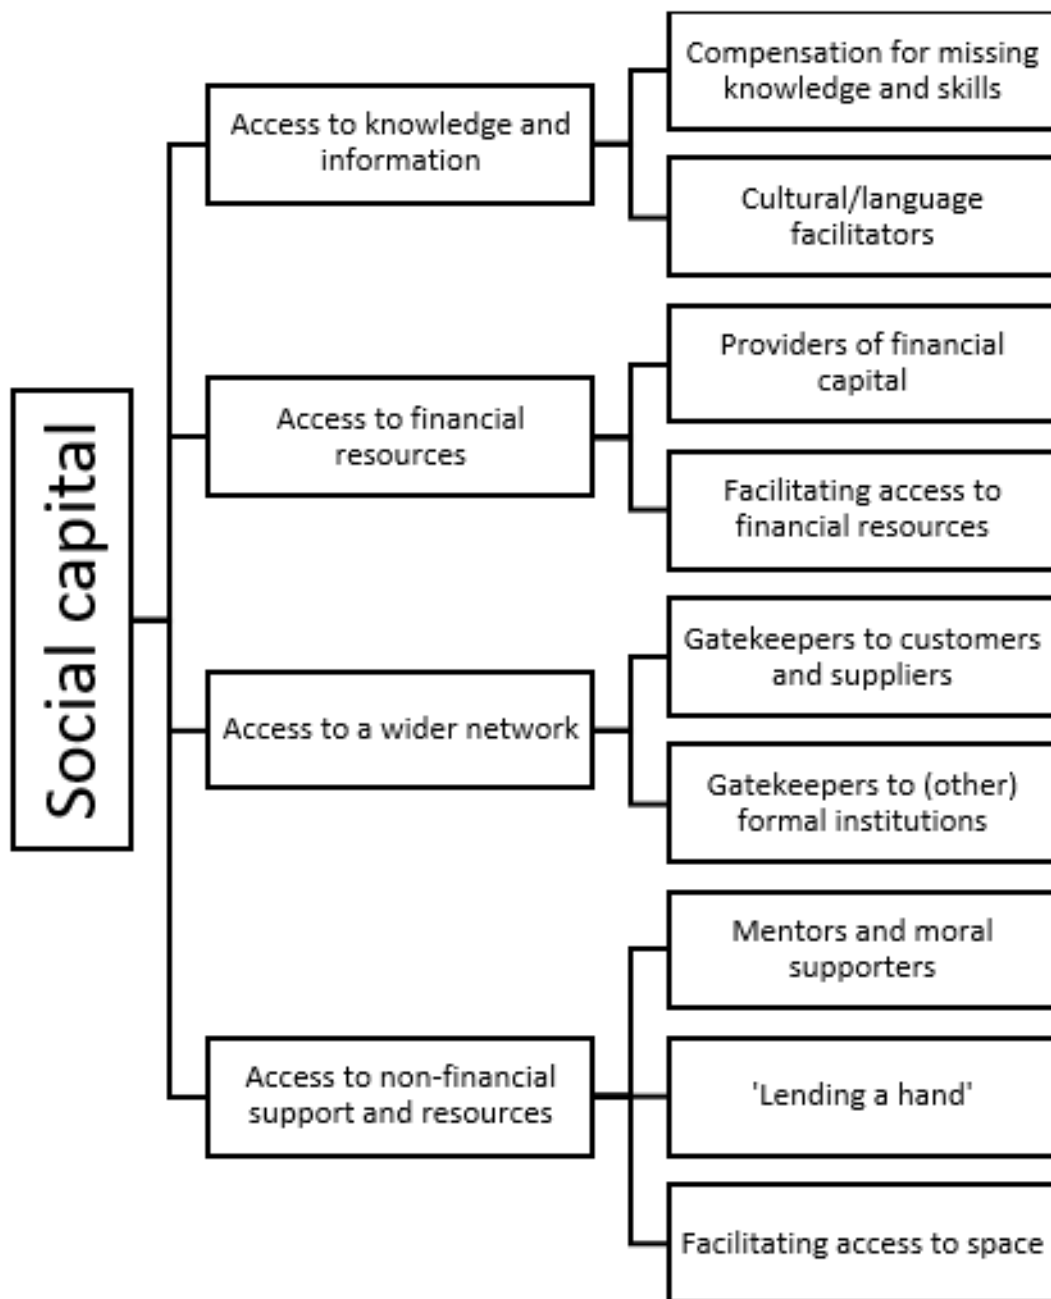 Social capital
Access to knowledge and
information
Compensation for missing
knowledge and skills
Cultural/language
facilitators
Access to financial
resources
Providers of financial
capital
Facilitating access to
financial resources
Access to a wider network
Gatekeepers to customers
and suppliers
Gatekeepers to (other)
formal institutions
Access to non-financial
support and resources
Mentors and moral
supporters
'Lending a hand'
Facilitating access to space